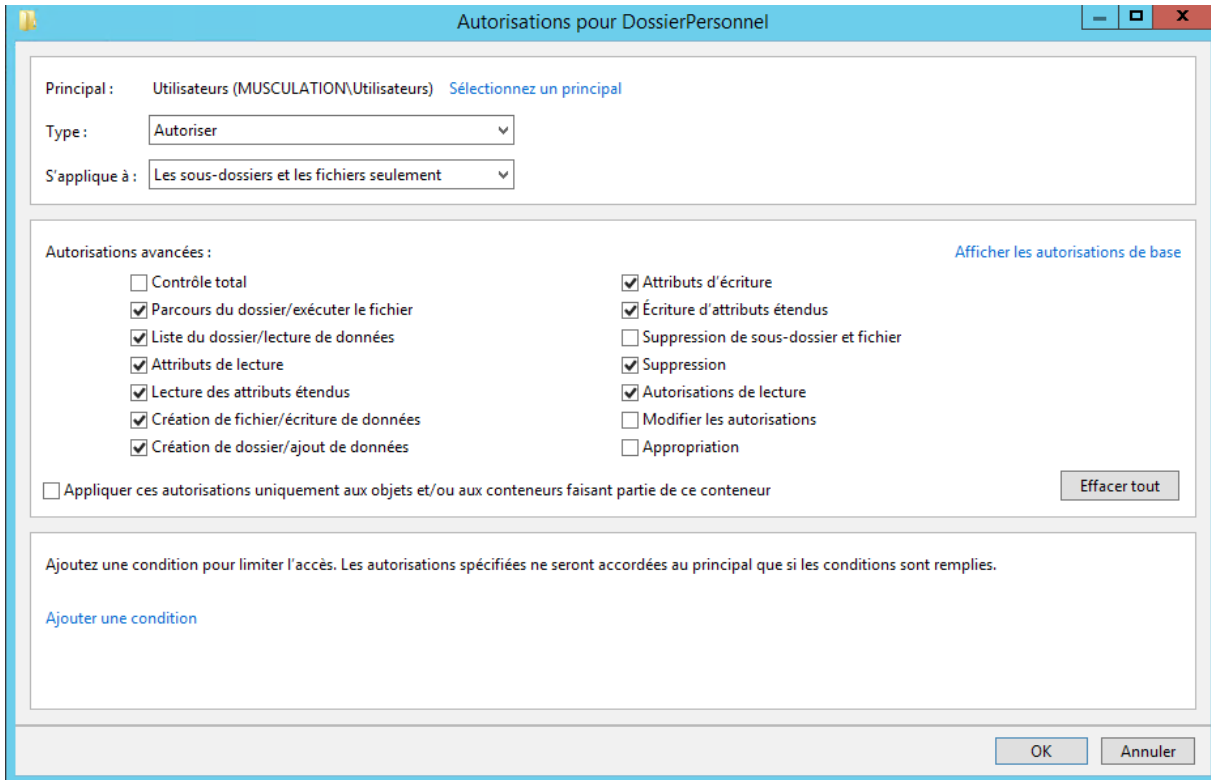 Autorisations pour DossierPersonnel
Principal : Utilisateurs (MUSCULATION\Utilisateurs) Sélectionnez un principal
Type : Autoriser
S'applique à : Les sous-dossiers et les fichiers seulement
Autorisations avancées : Afficher les autorisations de base
Contrôle total
Parcours du dossier/exécuter le fichier
Liste du dossier/lecture de données
Attributs de lecture
Lecture des attributs étendus
Création de fichier/écriture de données
Création de dossier/ajout de données
Attributs d'écriture
Écriture d'attributs étendus
Suppression de sous-dossier et fichier
Suppression
Autorisations de lecture
Modifier les autorisations
Appropriation
Appliquer ces autorisations uniquement aux objets et/ou aux conteneurs faisant partie de ce conteneur
Effacer tout
Ajoutez une condition pour limiter l'accès. Les autorisations spécifiées ne seront accordées au principal que si les conditions sont remplies.
Ajouter une condition
OK Annuler